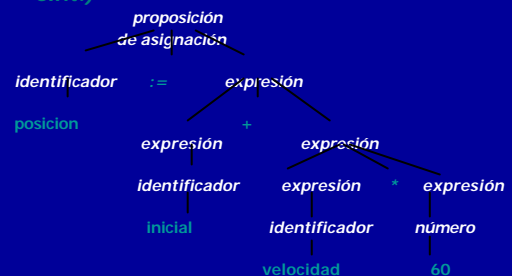 proposición
de asignación
identificador := expresión
posicion +
expresión expresión
identificador expresión * expresión
inicial identificador número
velocidad 60